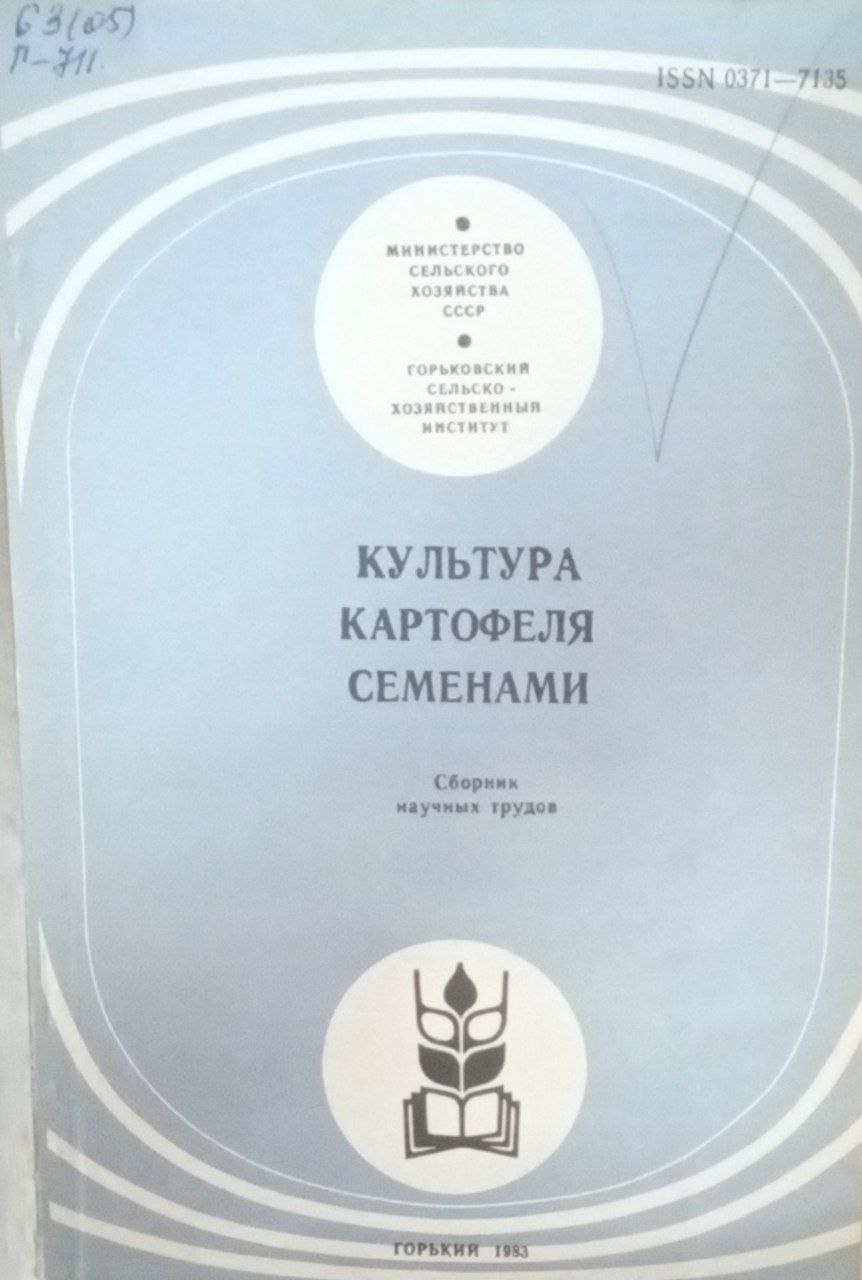 63(05)
П-711.
ISSN 0371—7135
МИНИСТЕРСТВО
СЕЛЬСКОГО
ХОЗЯЙСТВА
СССР
ГОРЬКОВСКИЙ
СЕЛЬСКО-
ХОЗЯЙСТВЕННЫЙ
ИНСТИТУТ
КУЛЬТУРА
КАРТОФЕЛЯ
СЕМЕНАМИ
Сборник
научных трудов
ГОРЬКИЙ 1983